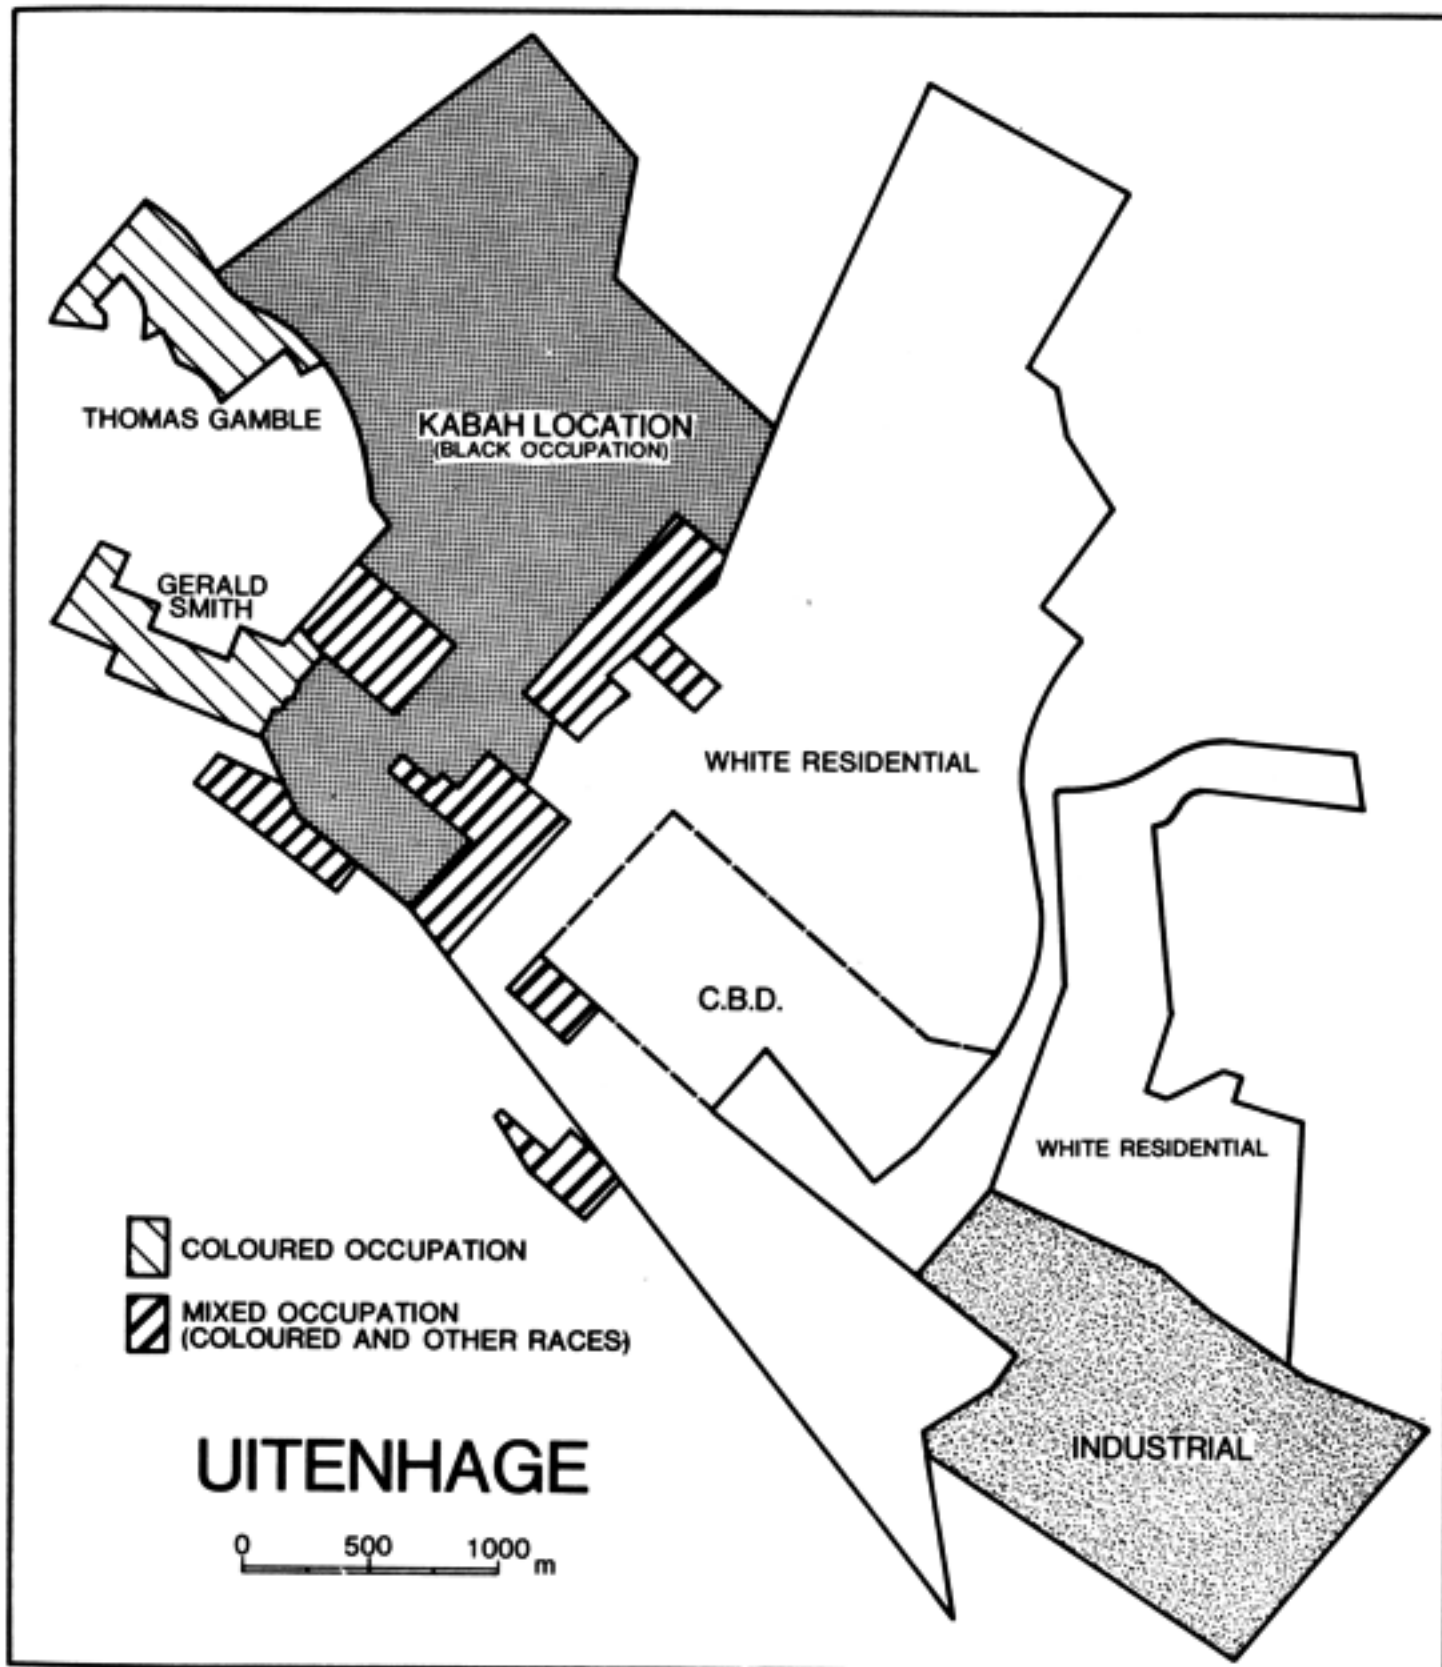 THOMAS GAMBLE
KABAH LOCATION
(BLACK OCCUPATION)
GERALD
SMITH
WHITE RESIDENTIAL
C.B.D.
WHITE RESIDENTIAL
COLOURED OCCUPATION
MIXED OCCUPATION
(COLOURED AND OTHER RACES)
INDUSTRIAL
UITENHAGE
0 500 1000 m